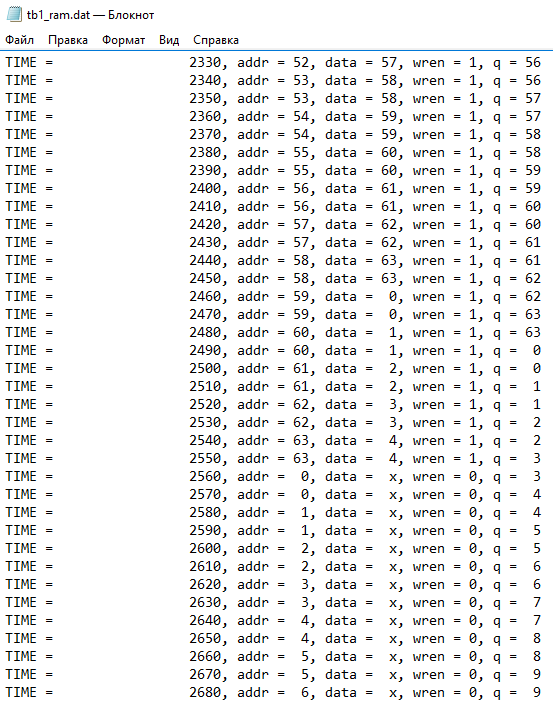 tb1_ram.dat — Блокнот
Файл Правка Формат Вид Справка
TIME = 2330, addr = 52, data = 57, wren = 1, q = 56
TIME = 2340, addr = 53, data = 58, wren = 1, q = 56
TIME = 2350, addr = 53, data = 58, wren = 1, q = 57
TIME = 2360, addr = 54, data = 59, wren = 1, q = 57
TIME = 2370, addr = 54, data = 59, wren = 1, q = 58
TIME = 2380, addr = 55, data = 60, wren = 1, q = 58
TIME = 2390, addr = 55, data = 60, wren = 1, q = 59
TIME = 2400, addr = 56, data = 61, wren = 1, q = 59
TIME = 2410, addr = 56, data = 61, wren = 1, q = 60
TIME = 2420, addr = 57, data = 62, wren = 1, q = 60
TIME = 2430, addr = 57, data = 62, wren = 1, q = 61
TIME = 2440, addr = 58, data = 63, wren = 1, q = 61
TIME = 2450, addr = 58, data = 63, wren = 1, q = 62
TIME = 2460, addr = 59, data =  0, wren = 1, q = 62
TIME = 2470, addr = 59, data =  0, wren = 1, q = 63
TIME = 2480, addr = 60, data =  1, wren = 1, q = 63
TIME = 2490, addr = 60, data =  1, wren = 1, q =  0
TIME = 2500, addr = 61, data =  2, wren = 1, q =  0
TIME = 2510, addr = 61, data =  2, wren = 1, q =  1
TIME = 2520, addr = 62, data =  3, wren = 1, q =  1
TIME = 2530, addr = 62, data =  3, wren = 1, q =  2
TIME = 2540, addr = 63, data =  4, wren = 1, q =  2
TIME = 2550, addr = 63, data =  4, wren = 1, q =  3
TIME = 2560, addr =  0, data =  x, wren = 0, q =  3
TIME = 2570, addr =  0, data =  x, wren = 0, q =  4
TIME = 2580, addr =  1, data =  x, wren = 0, q =  4
TIME = 2590, addr =  1, data =  x, wren = 0, q =  5
TIME = 2600, addr =  2, data =  x, wren = 0, q =  5
TIME = 2610, addr =  2, data =  x, wren = 0, q =  6
TIME = 2620, addr =  3, data =  x, wren = 0, q =  6
TIME = 2630, addr =  3, data =  x, wren = 0, q =  7
TIME = 2640, addr =  4, data =  x, wren = 0, q =  7
TIME = 2650, addr =  4, data =  x, wren = 0, q =  8
TIME = 2660, addr =  5, data =  x, wren = 0, q =  8
TIME = 2670, addr =  5, data =  x, wren = 0, q =  9
TIME = 2680, addr =  6, data =  x, wren = 0, q =  9